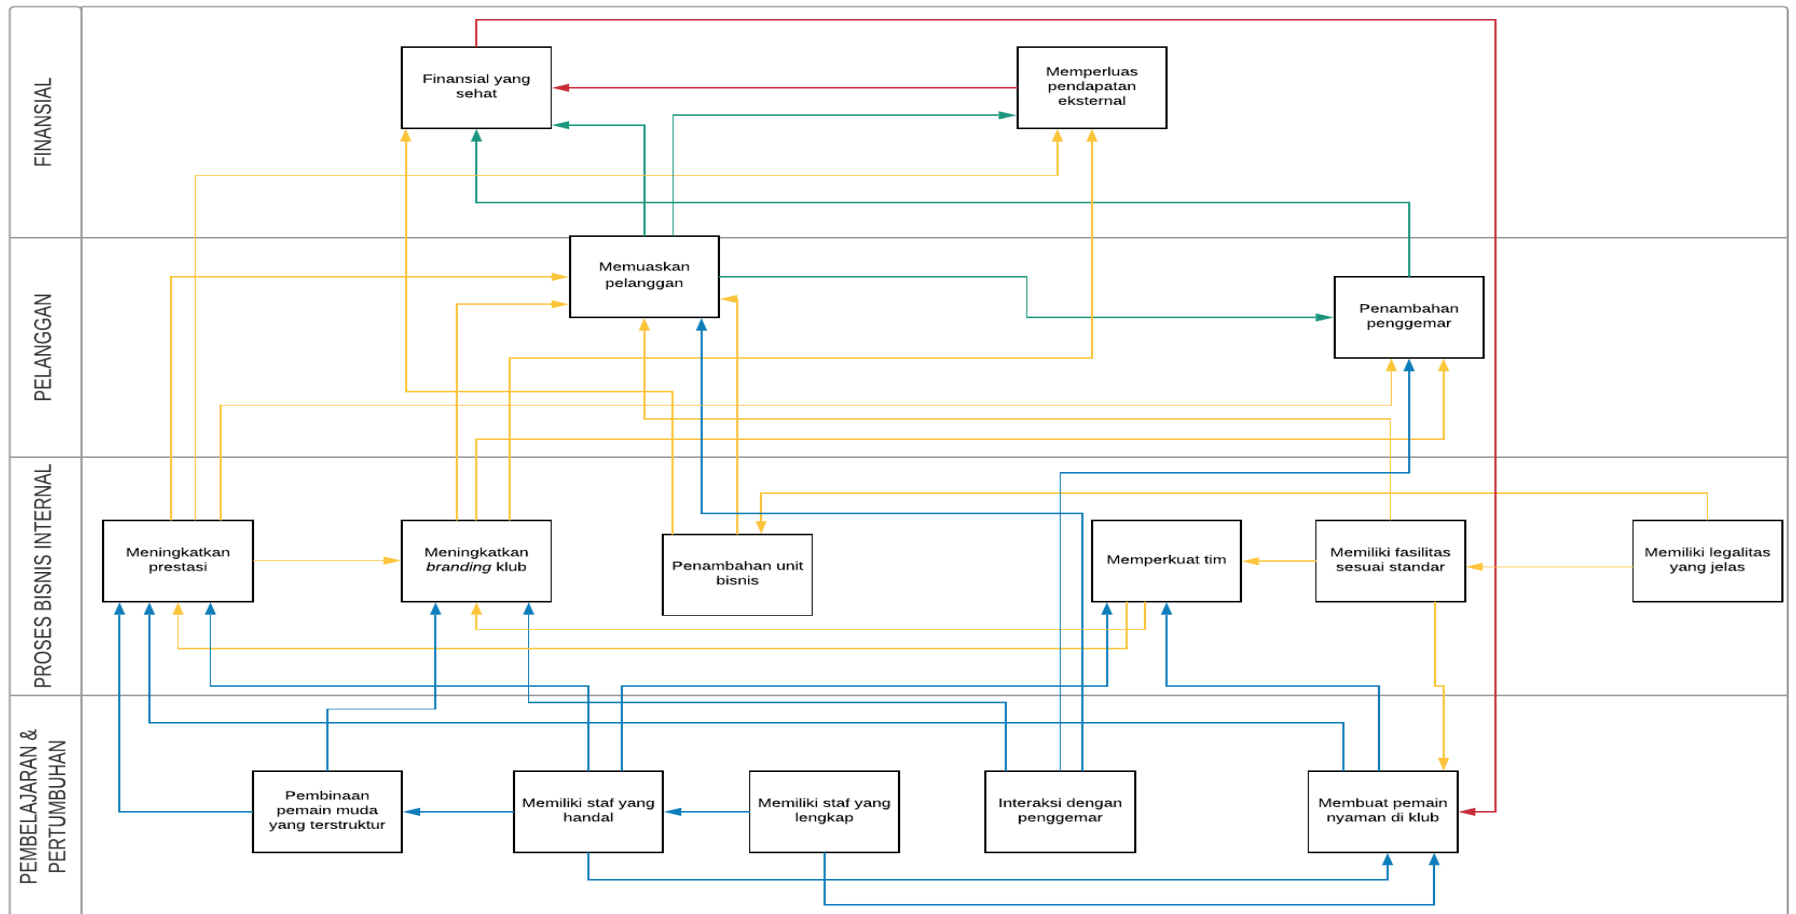 FINANSIAL
Finansial yang
sehat
Memperluas
pendapatan
eksternal
PELANGGAN
Memuaskan
pelanggan
Penambahan
penggemar
PROSES BISNIS INTERNAL
Meningkatkan
prestasi
Meningkatkan
branding klub
Penambahan unit
bisnis
Memperkuat tim
Memiliki fasilitas
sesuai standar
Memiliki legalitas
yang jelas
PEMBELAJARAN &
PERTUMBUHAN
Pembinaan
pemain muda
yang terstruktur
Memiliki staf yang
handal
Memiliki staf yang
lengkap
Interaksi dengan
penggemar
Membuat pemain
nyaman di klub